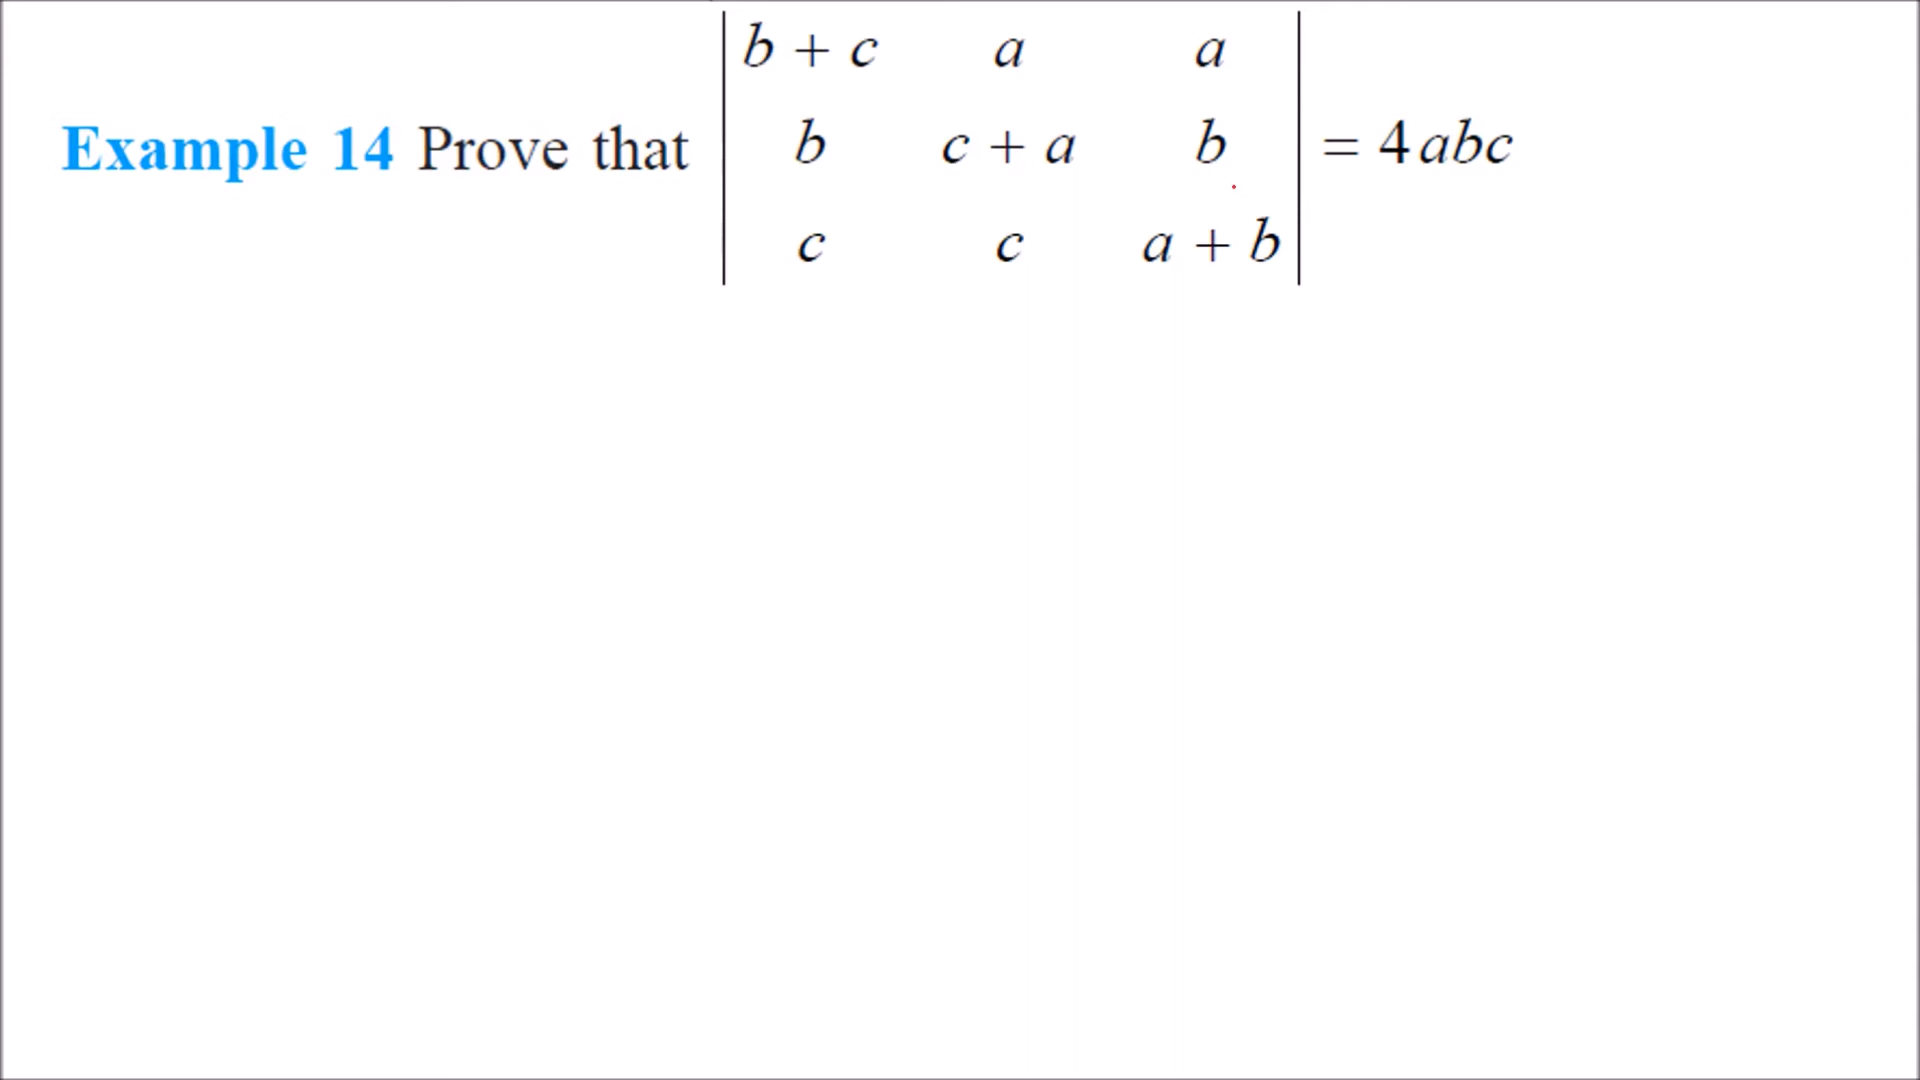 b + c a a
Example 14 Prove that b c + a b = 4abc
c c a + b